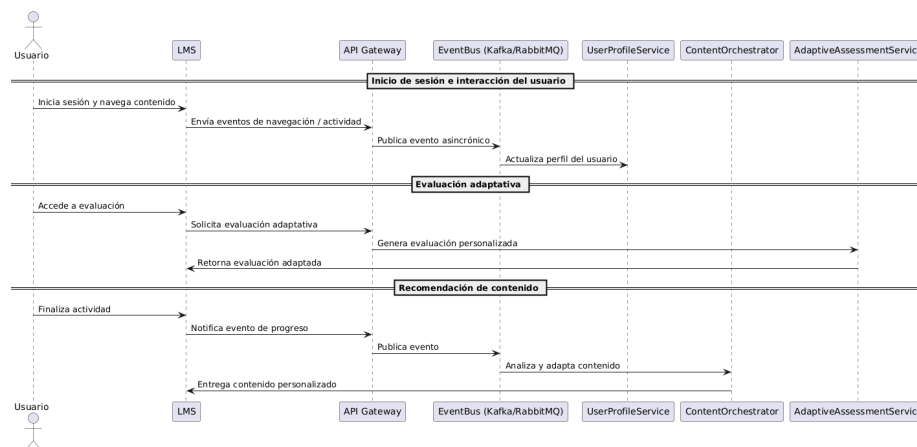 Usuario
LMS
API Gateway
EventBus (Kafka/RabbitMQ)
UserProfileService
ContentOrchestrator
AdaptiveAssessmentServic
Inicio de sesión e interacción del usuario
Inicia sesión y navega contenido
Envía eventos de navegación / actividad
Publica evento asincrónico
Actualiza perfil del usuario
Evaluación adaptativa
Accede a evaluación
Solicita evaluación adaptativa
Genera evaluación personalizada
Retorna evaluación adaptada
Recomendación de contenido
Finaliza actividad
Notifica evento de progreso
Publica evento
Analiza y adapta contenido
Entrega contenido personalizado
Usuario
LMS
API Gateway
EventBus (Kafka/RabbitMQ)
UserProfileService
ContentOrchestrator
AdaptiveAssessmentServic